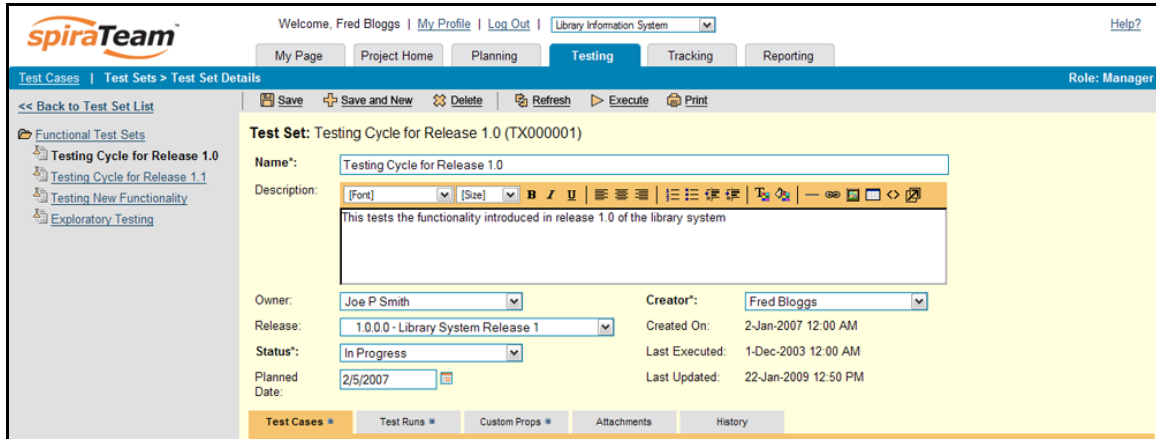 spiraTeam
Welcome, Fred Bloggs | My Profile | Log Out | Library Information System
Help?
My Page Project Home Planning Testing Tracking Reporting
Test Cases | Test Sets > Test Set Details
Role: Manager
<< Back to Test Set List
Save Save and New Delete Refresh Execute Print
Functional Test Sets
Testing Cycle for Release 1.0
Testing Cycle for Release 1.1
Testing New Functionality
Exploratory Testing
Test Set: Testing Cycle for Release 1.0 (TX000001)
Name*: Testing Cycle for Release 1.0
Description: [Font] [Size] B I U
This tests the functionality introduced in release 1.0 of the library system
Owner: Joe P Smith Creator*: Fred Bloggs
Release: 1.0.0.0 - Library System Release 1 Created On: 2-Jan-2007 12:00 AM
Status*: In Progress Last Executed: 1-Dec-2003 12:00 AM
Planned Date: 2/5/2007 Last Updated: 22-Jan-2009 12:50 PM
Test Cases Test Runs Custom Props Attachments History